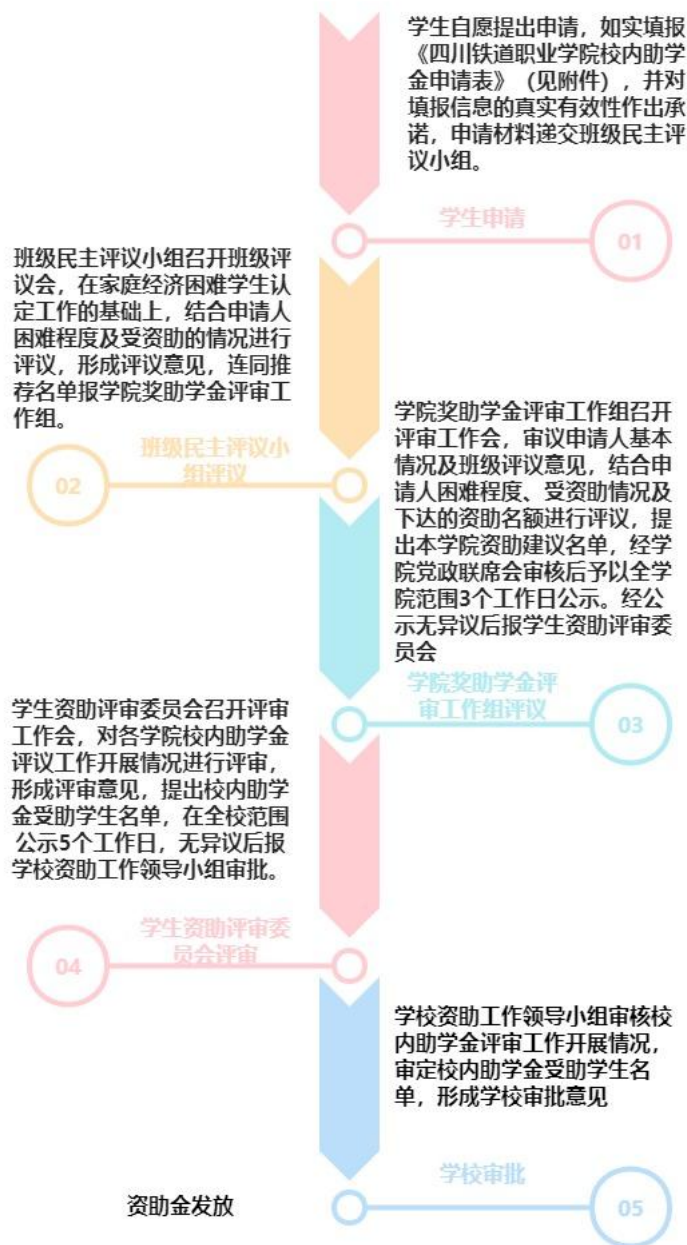 学生自愿提出申请，如实填报
《四川铁道职业学院校内助学
金申请表》（见附件），并对
填报信息的真实有效性作出承
诺，申请材料递交班级民主评
议小组。
学生申请
01
班级民主评议小组召开班级评
议会，在家庭经济困难学生认
定工作的基础上，结合申请人
困难程度及受资助的情况进行
评议，形成评议意见，连同推
荐名单报学院奖助学金评审工
作组。
班级民主评议小
组评议
02
学院奖助学金评审工作组召开
评审工作会，审议申请人基本
情况及班级评议意见，结合申
请人困难程度、受资助情况及
下达的资助名额进行评议，提
出本学院资助建议名单，经学
院党政联席会审核后予以全学
院范围3个工作日公示。经公
示无异议后报学生资助评审委
员会
学院奖助学金评
审工作组评议
03
学生资助评审委员会召开评审
工作会，对各学院校内助学金
评议工作开展情况进行评审，
形成评审意见，提出校内助学
金受助学生名单，在全校范围
公示5个工作日，无异议后报
学校资助工作领导小组审批。
学生资助评审委
员会评审
04
学校资助工作领导小组审核校
内助学金评审工作开展情况，
审定校内助学金受助学生名
单，形成学校审批意见
学校审批
05
资助金发放